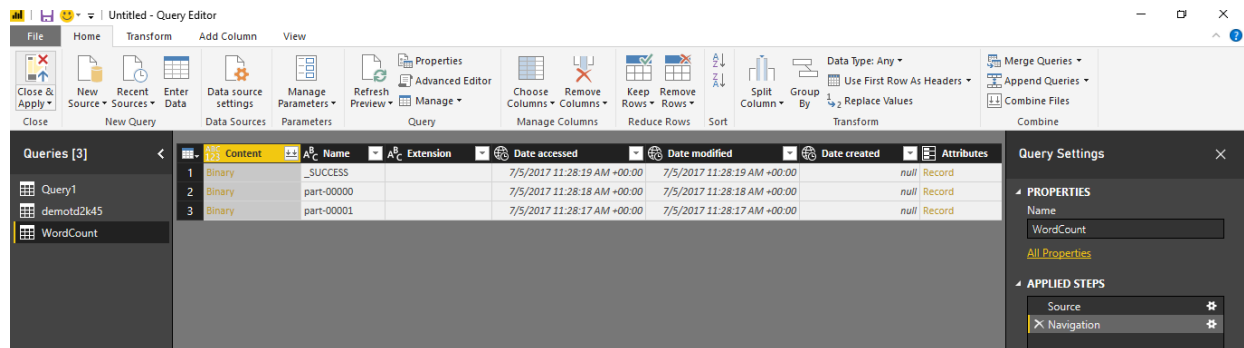 Untitled - Query Editor
File Home Transform Add Column View
Close & Apply
New Source
Recent Sources
Enter Data
Data source settings
Manage Parameters
Refresh Preview
Properties
Advanced Editor
Manage
Choose Columns
Remove Columns
Keep Rows
Remove Rows
Split Column
Group By
Data Type: Any
Use First Row As Headers
Replace Values
Merge Queries
Append Queries
Combine Files
Close New Query Data Sources Parameters Query Manage Columns Reduce Rows Sort Transform Combine
Queries [3]
Query1
demotd2k45
WordCount
ABC 123 Content ABC Name ABC Extension Date accessed Date modified Date created Attributes
1 Binary _SUCCESS 7/5/2017 11:28:19 AM +00:00 7/5/2017 11:28:19 AM +00:00 null Record
2 Binary part-00000 7/5/2017 11:28:18 AM +00:00 7/5/2017 11:28:18 AM +00:00 null Record
3 Binary part-00001 7/5/2017 11:28:17 AM +00:00 7/5/2017 11:28:17 AM +00:00 null Record
Query Settings
PROPERTIES
Name
WordCount
All Properties
APPLIED STEPS
Source
Navigation